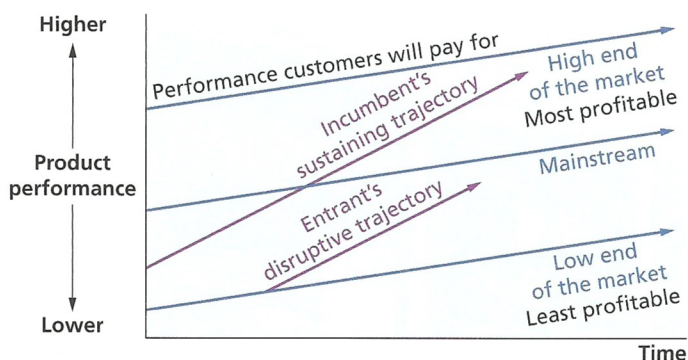 Higher
Product
performance
Lower
Performance customers will pay for
Incumbent's
sustaining trajectory
Entrant's
disruptive trajectory
High end
of the market
Most profitable
Mainstream
Low end
of the market
Least profitable
Time